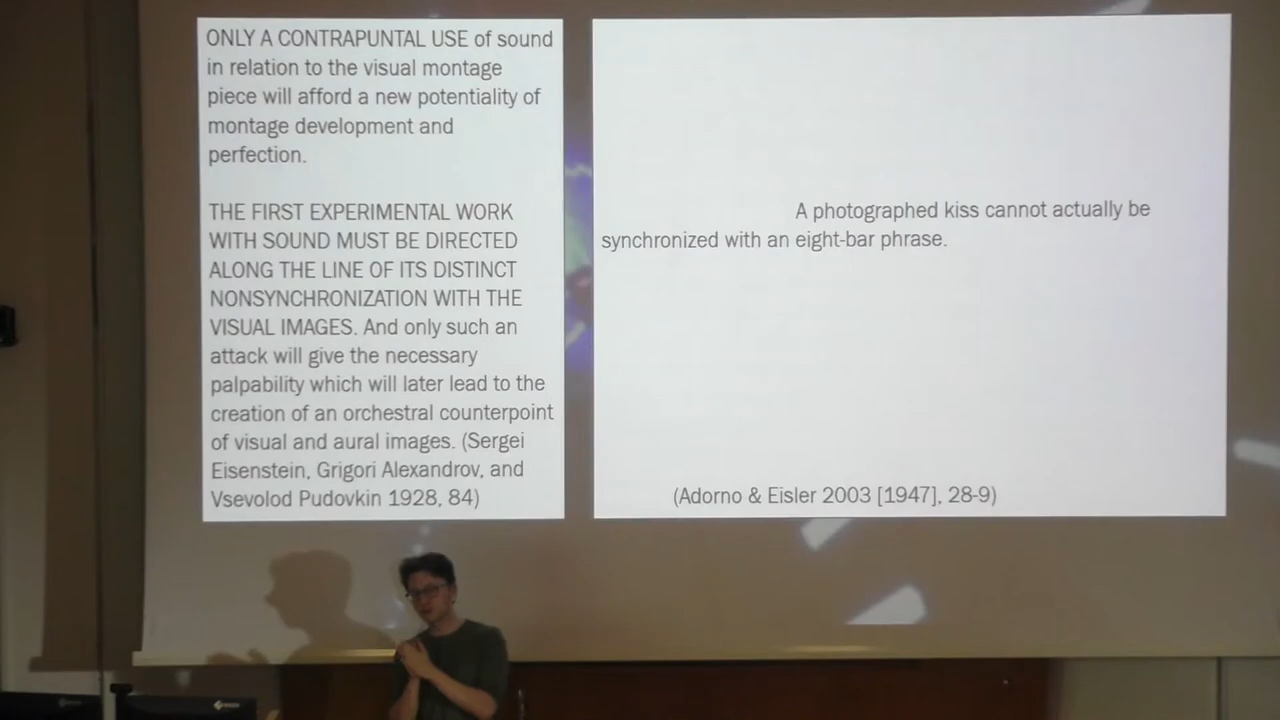 ONLY A CONTRAPUNTAL USE of sound
in relation to the visual montage
piece will afford a new potentiality of
montage development and
perfection.
THE FIRST EXPERIMENTAL WORK
WITH SOUND MUST BE DIRECTED
ALONG THE LINE OF ITS DISTINCT
NONSYNCHRONIZATION WITH THE
VISUAL IMAGES. And only such an
attack will give the necessary
palpability which will later lead to the
creation of an orchestral counterpoint
of visual and aural images. (Sergei
Eisenstein, Grigori Alexandrov, and
Vsevolod Pudovkin 1928, 84)
A photographed kiss cannot actually be
synchronized with an eight-bar phrase.
(Adorno & Eisler 2003 [1947], 28-9)